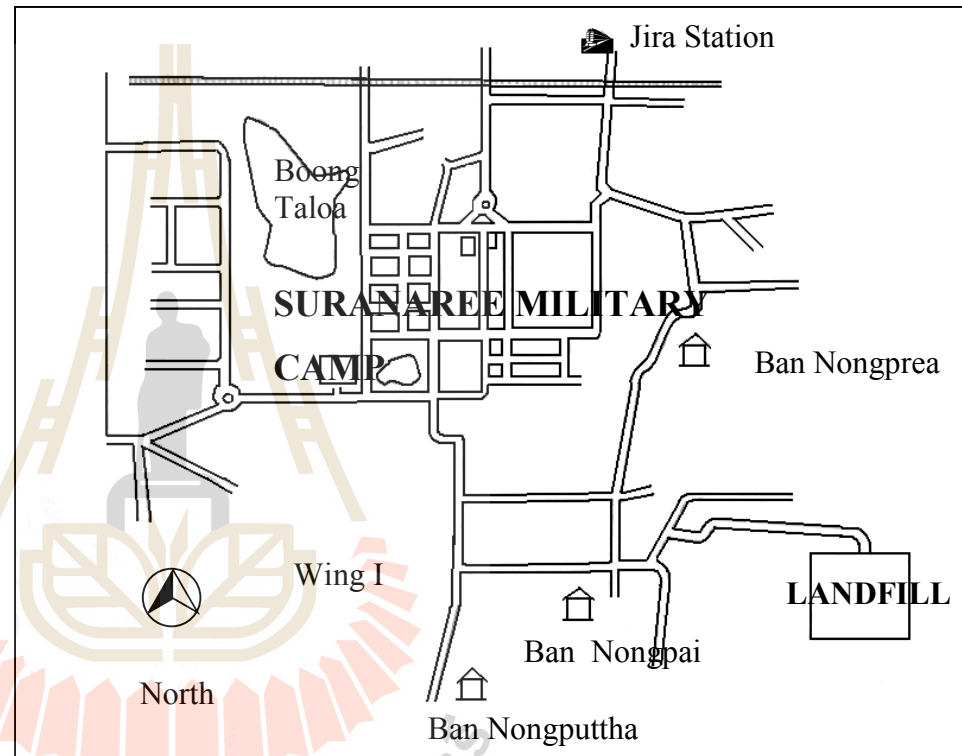 Jira Station
Boong
Taloa
SURANAREE MILITARY
CAMP
Ban Nongprea
Wing I
LANDFILL
Ban Nongpai
North
Ban Nongputtha